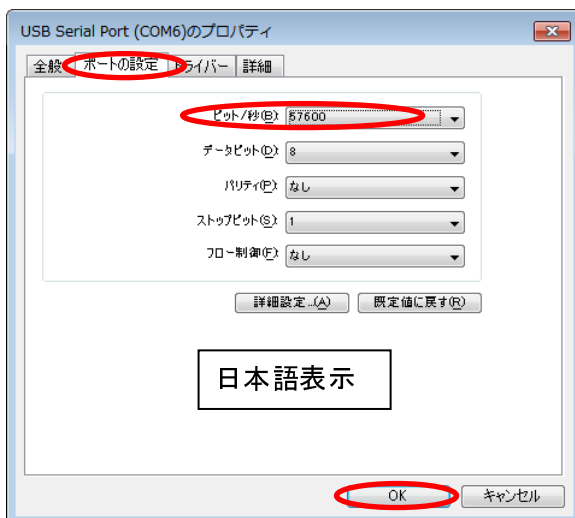 USB Serial Port (COM6)のプロパティ
全般 ポートの設定 ドライバー 詳細
ビット/秒(B): 57600
データビット(D): 8
パリティ(P): なし
ストップビット(S): 1
フロー制御(F): なし
詳細設定...(A) 既定値に戻す(R)
日本語表示
OK キャンセル